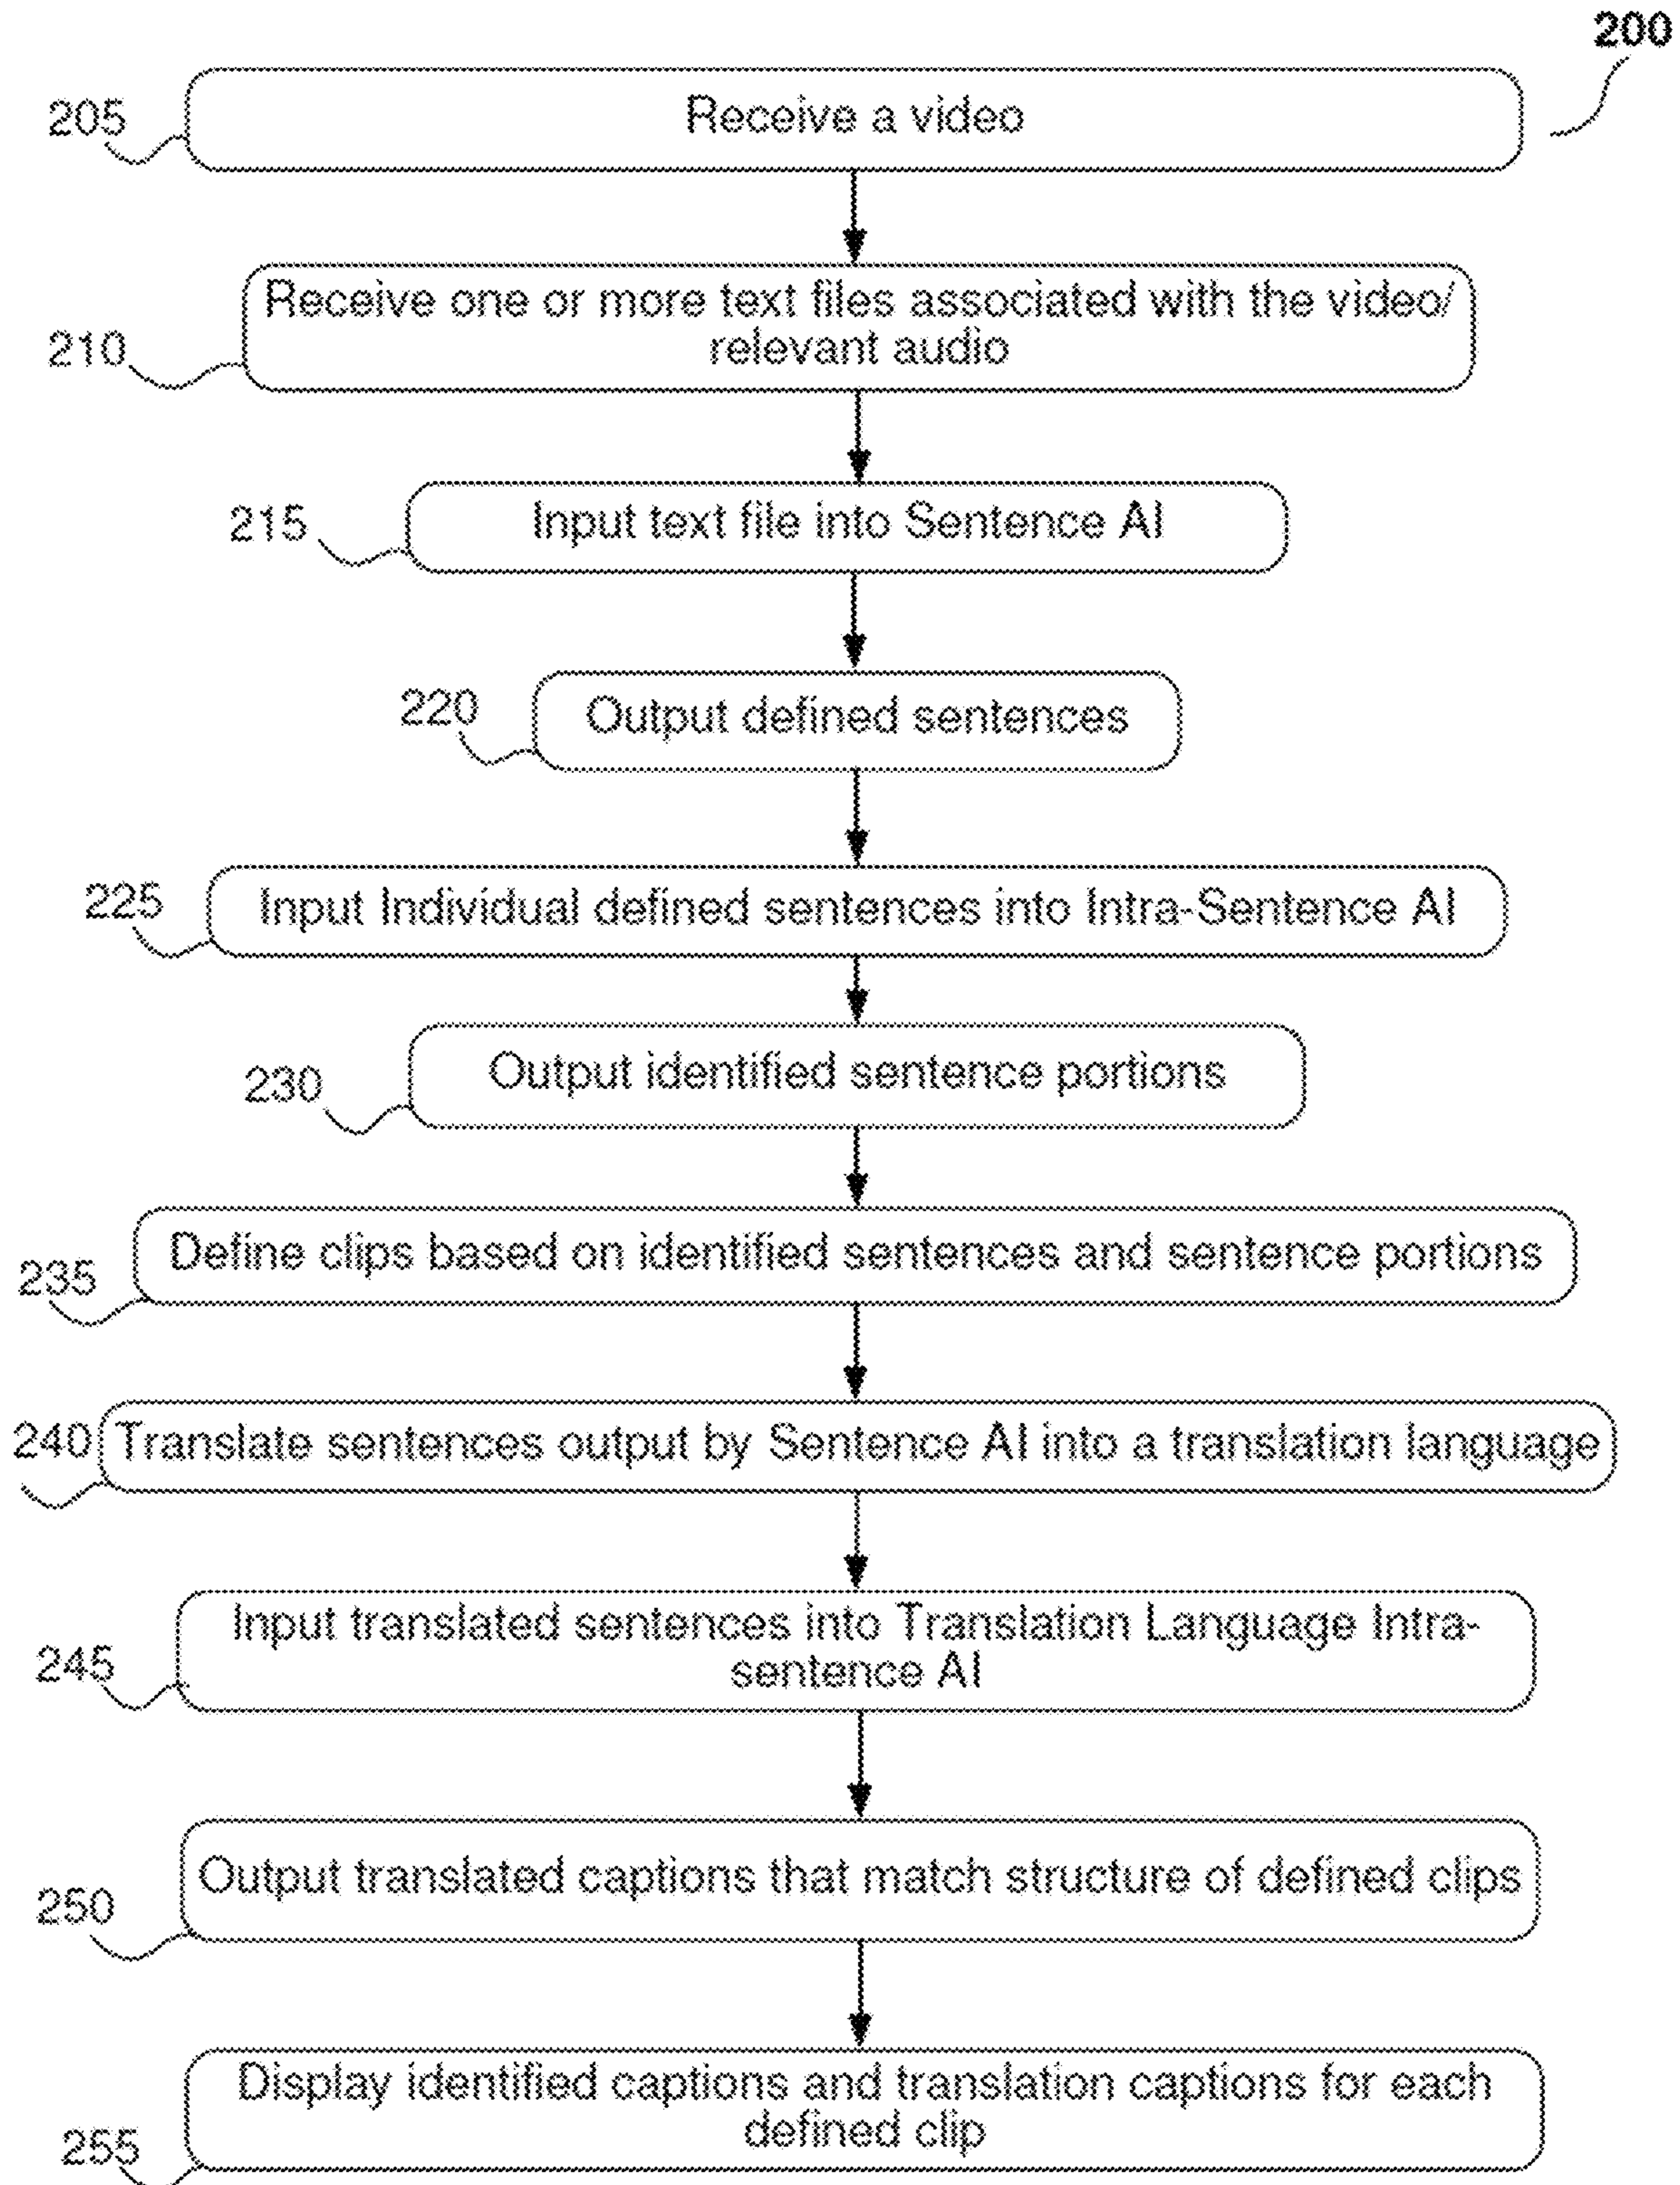 200
205
Receive a video
210
Receive one or more text files associated with the video/
relevant audio
215
Input text file into Sentence AI
220
Output defined sentences
225
Input Individual defined sentences into Intra-Sentence AI
230
Output identified sentence portions
235
Define clips based on identified sentences and sentence portions
240
Translate sentences output by Sentence AI into a translation language
245
Input translated sentences into Translation Language Intra-
sentence AI
250
Output translated captions that match structure of defined clips
255
Display identified captions and translation captions for each
defined clip